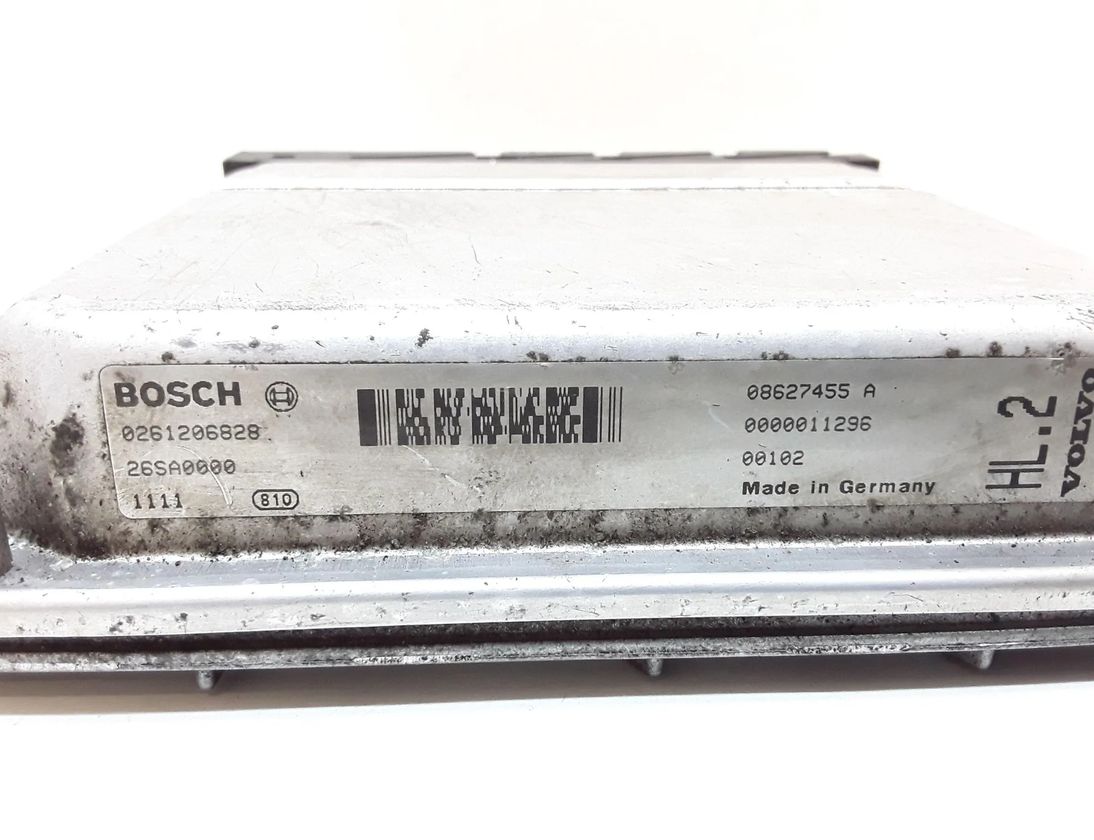 BOSCH
0261206828
26SA0000
1111 810
08627455 A
0000011296
00102
Made in Germany
HL.2
VOLVO